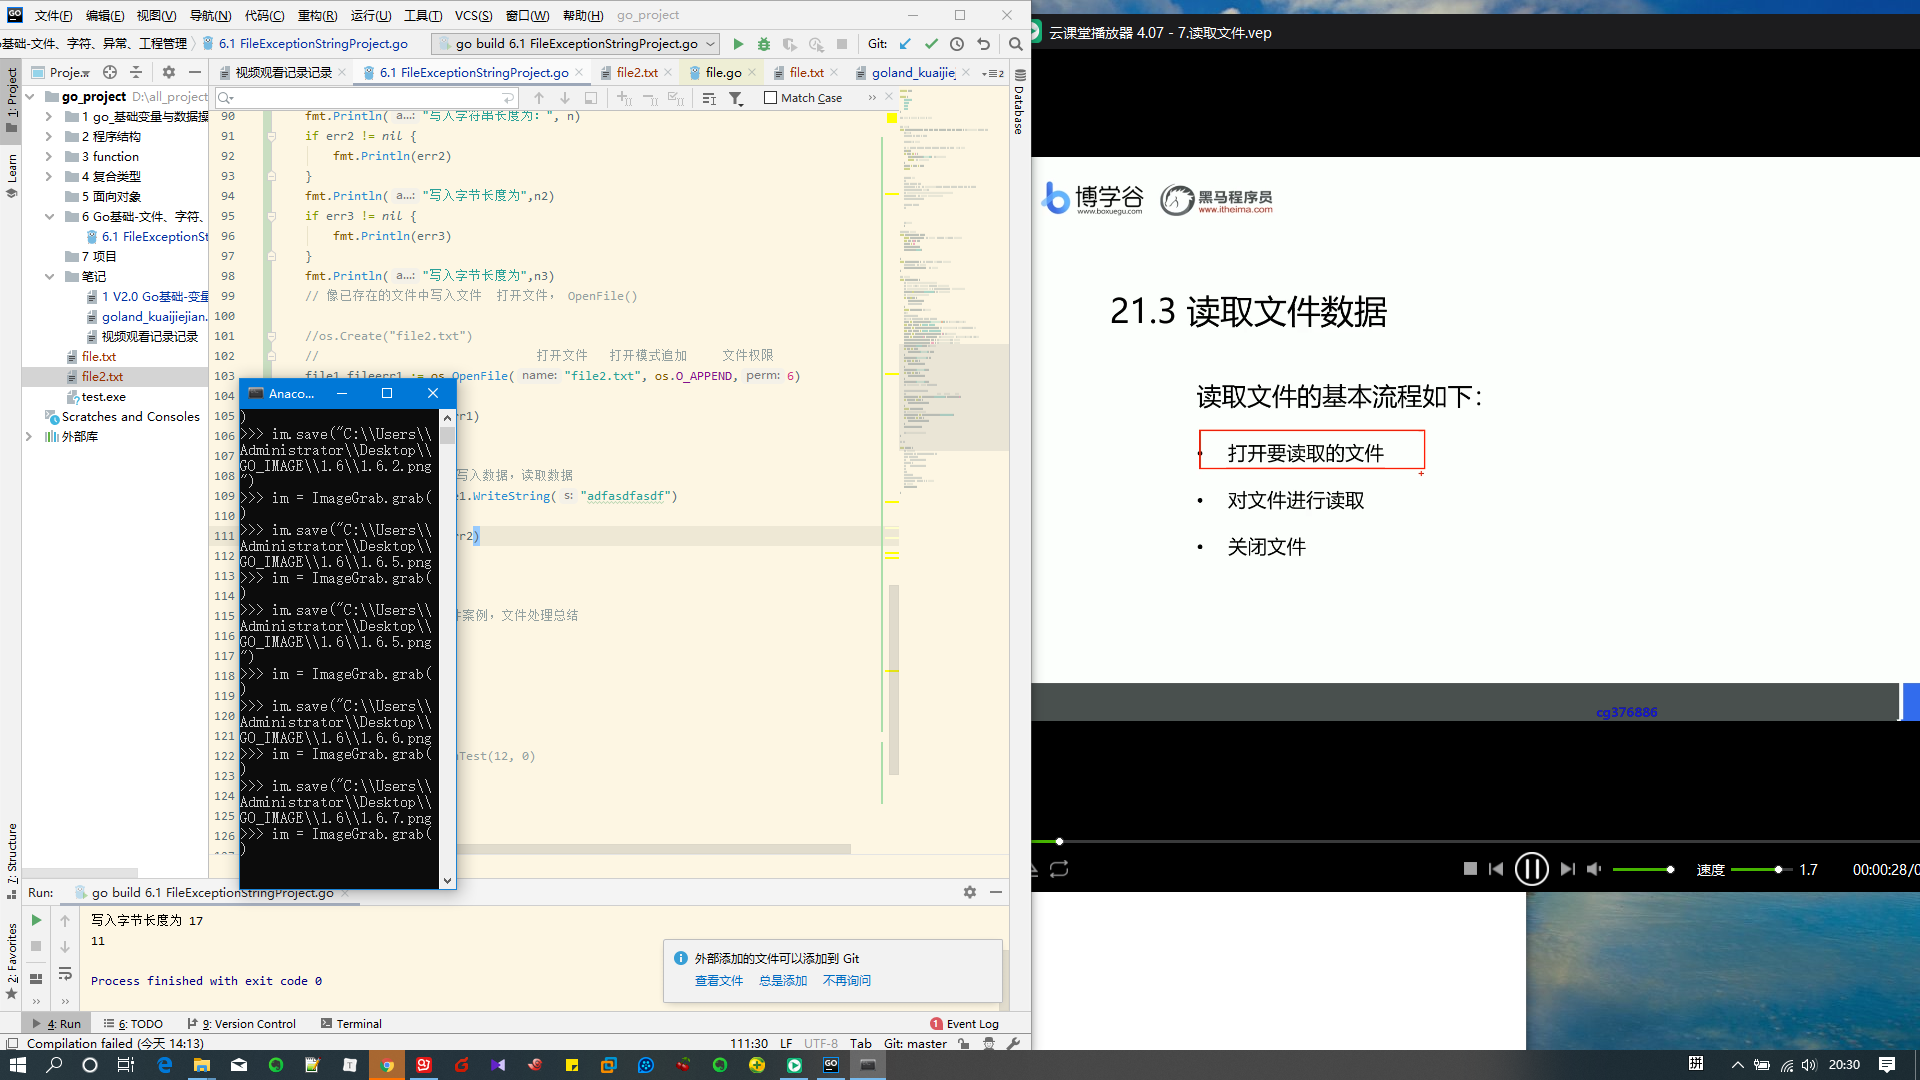 文件(F) 编辑(E) 视图(V) 导航(N) 代码(C) 重构(R) 运行(U) 工具(T) VCS(S) 窗口(W) 帮助(H) go_project
基础-文件、字符、异常、工程管理 6.1 FileExceptionStringProject.go go build 6.1 FileExceptionStringProject.go Git:
Proje.. 视频观看记录记录 6.1 FileExceptionStringProject.go file2.txt file.go file.txt goland_kuaijie
Match Case
1: Project
Learn
7: Structure
2: Favorites
Database
go_project D:\all_project
1 go_基础变量与数据操
2 程序结构
3 function
4 复合类型
5 面向对象
6 Go基础-文件、字符、
6.1 FileExceptionSt
7 项目
笔记
1 V2.0 Go基础-变量
goland_kuaijiejian.
视频观看记录记录
file.txt
file2.txt
test.exe
Scratches and Consoles
外部库
90 fmt.Println( a...: "写入字符串长度为: ", n)
91 if err2 != nil {
92 fmt.Println(err2)
93 }
94 fmt.Println( a...: "写入字节长度为",n2)
95 if err3 != nil {
96 fmt.Println(err3)
97 }
98 fmt.Println( a...: "写入字节长度为",n3)
99 // 像已存在的文件中写入文件 打开文件, OpenFile()
100
101 //os.Create("file2.txt")
102 // 打开文件 打开模式追加 文件权限
103 file1,fileerr1 := os.OpenFile( name: "file2.txt", os.O_APPEND, perm: 6)
104
105 rr1)
106
107
108 写入数据, 读取数据
109 e1.WriteString( s: "adfasdfasdf")
110
111 rr2)
112
113
114
115 件案例, 文件处理总结
116
117
118
119
120
121
122 nTest(12, 0)
123
124
125
126
Anaco...
)
>>> im.save("C:\\Users\\
Administrator\\Desktop\\
GO_IMAGE\\1.6\\1.6.2.png
")
>>> im = ImageGrab.grab(
)
>>> im.save("C:\\Users\\
Administrator\\Desktop\\
GO_IMAGE\\1.6\\1.6.5.png
>>> im = ImageGrab.grab(
)
>>> im.save("C:\\Users\\
Administrator\\Desktop\\
GO_IMAGE\\1.6\\1.6.5.png
")
>>> im = ImageGrab.grab(
)
>>> im.save("C:\\Users\\
Administrator\\Desktop\\
GO_IMAGE\\1.6\\1.6.6.png
>>> im = ImageGrab.grab(
)
>>> im.save("C:\\Users\\
Administrator\\Desktop\\
GO_IMAGE\\1.6\\1.6.7.png
>>> im = ImageGrab.grab(
)
Run: go build 6.1 FileExceptionStringProject.go
写入字节长度为 17
11
Process finished with exit code 0
外部添加的文件可以添加到 Git
查看文件 总是添加 不再询问
4: Run 6: TODO 9: Version Control Terminal 1 Event Log
Compilation failed (今天 14:13) 111:30 LF UTF-8 Tab Git: master
云课堂播放器 4.07 - 7.读取文件.vep
博学谷
www.boxuegu.com
黑马程序员
www.itheima.com
21.3 读取文件数据
读取文件的基本流程如下:
打开要读取的文件
• 对文件进行读取
• 关闭文件
cg376886
速度 1.7 00:00:28/0
拼 20:30